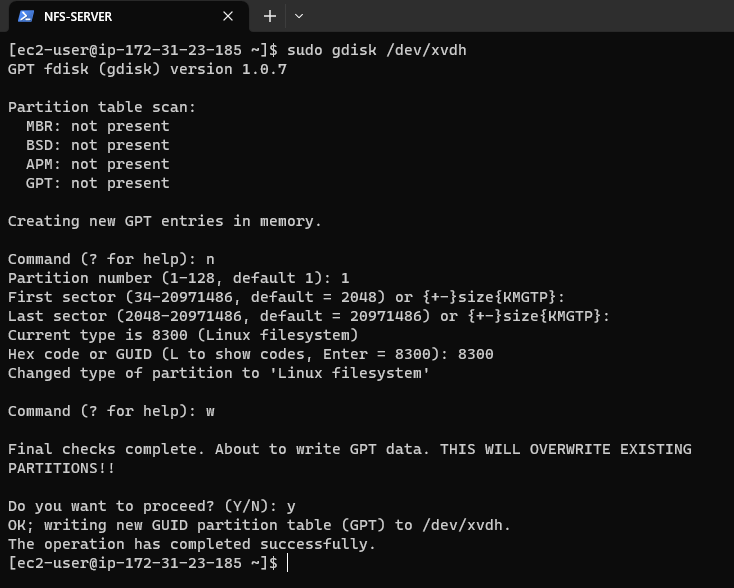 NFS-SERVER
[ec2-user@ip-172-31-23-185 ~]$ sudo gdisk /dev/xvdh
GPT fdisk (gdisk) version 1.0.7
Partition table scan:
MBR: not present
BSD: not present
APM: not present
GPT: not present
Creating new GPT entries in memory.
Command (? for help): n
Partition number (1-128, default 1): 1
First sector (34-20971486, default = 2048) or {+-}size{KMGTP}:
Last sector (2048-20971486, default = 20971486) or {+-}size{KMGTP}:
Current type is 8300 (Linux filesystem)
Hex code or GUID (L to show codes, Enter = 8300): 8300
Changed type of partition to 'Linux filesystem'
Command (? for help): w
Final checks complete. About to write GPT data. THIS WILL OVERWRITE EXISTING
PARTITIONS!!
Do you want to proceed? (Y/N): y
OK; writing new GUID partition table (GPT) to /dev/xvdh.
The operation has completed successfully.
[ec2-user@ip-172-31-23-185 ~]$